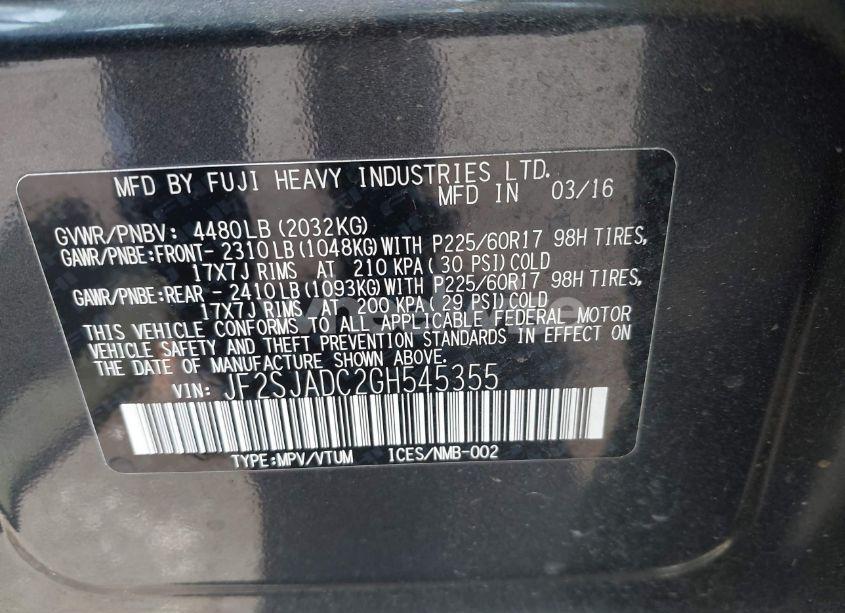 MFD BY FUJI HEAVY INDUSTRIES LTD.
MFD IN 03/16
GVWR/PNBV: 4480LB (2032KG)
GAWR/PNBE:FRONT- 2310LB (1048KG) WITH P225/60R17 98H TIRES,
17X7J RIMS AT 210 KPA ( 30 PSI) COLD
GAWR/PNBE:REAR - 2410LB (1093KG) WITH P225/60R17 98H TIRES,
17X7J RIMS AT 200 KPA ( 29 PSI) COLD
THIS VEHICLE CONFORMS TO ALL APPLICABLE FEDERAL MOTOR
VEHICLE SAFETY AND THEFT PREVENTION STANDARDS IN EFFECT ON
THE DATE OF MANUFACTURE SHOWN ABOVE.
VIN: JF2SJADC2GH545355
TYPE:MPV/VTUM ICES/NMB-002